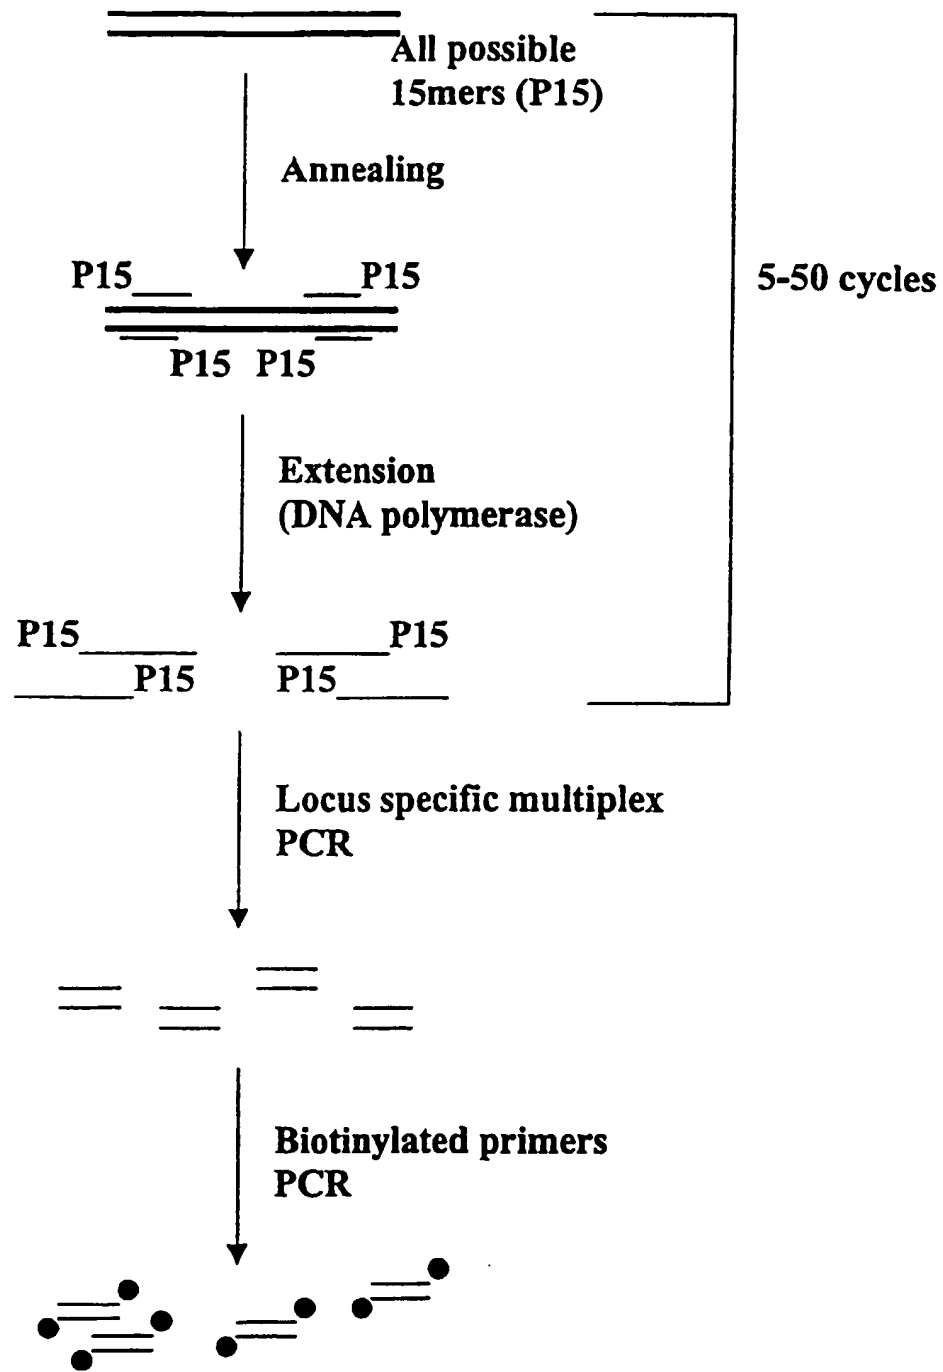 All possible
15mers (P15)
Annealing
5-50 cycles
P15 P15
P15 P15
Extension
(DNA polymerase)
P15 P15
P15 P15
Locus specific multiplex
PCR
Biotinylated primers
PCR